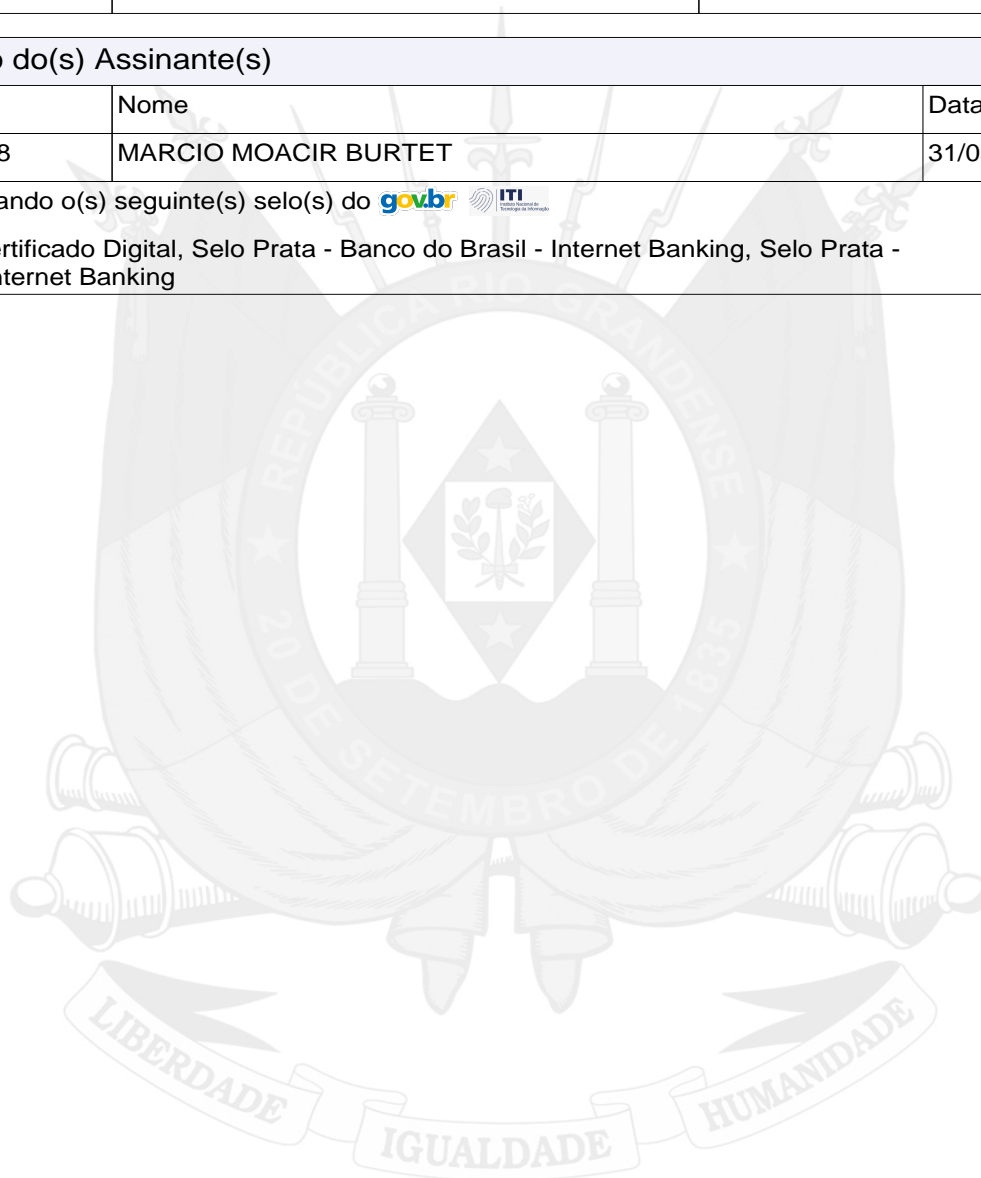 o do(s) Assinante(s)
Nome
Data
8
MARCIO MOACIR BURTET
31/0
ando o(s) seguinte(s) selo(s) do gov.br ITI
ertificado Digital, Selo Prata - Banco do Brasil - Internet Banking, Selo Prata -
nternet Banking
REPÚBLICA RIO GRANDENSE
20 DE SETEMBRO DE 1835
LIBERDADE
IGUALDADE
HUMANIDADE